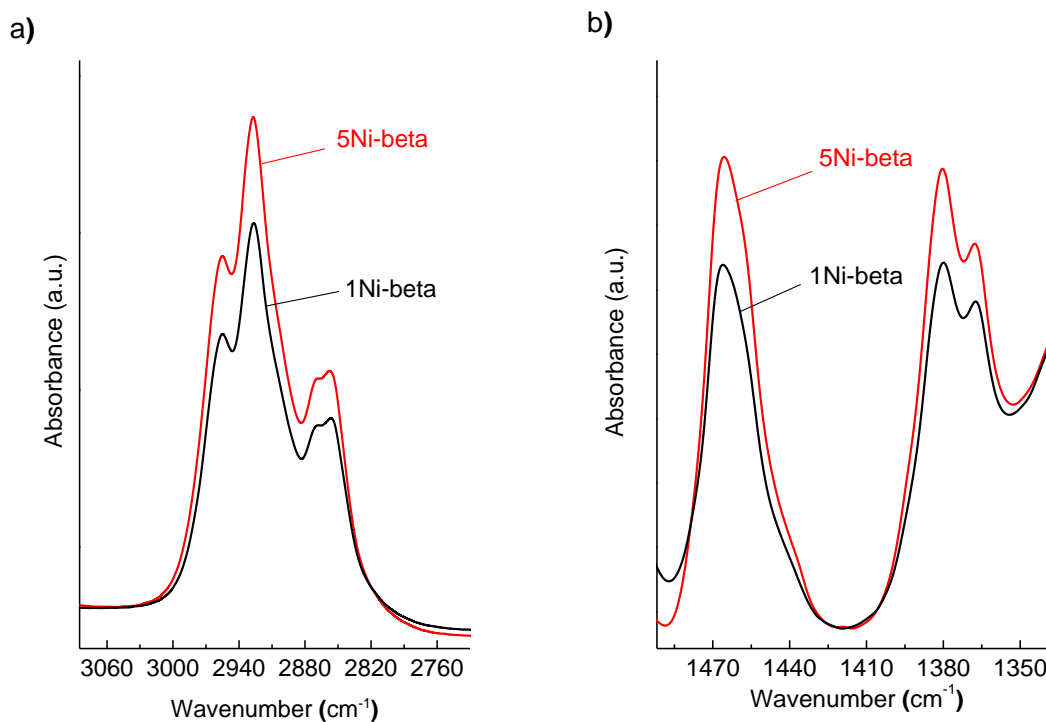 a)
5Ni-beta
1Ni-beta
Absorbance (a.u.)
3060 3000 2940 2880 2820 2760
Wavenumber (cm-1)
b)
5Ni-beta
1Ni-beta
Absorbance (a.u.)
1470 1440 1410 1380 1350
Wavenumber (cm-1)